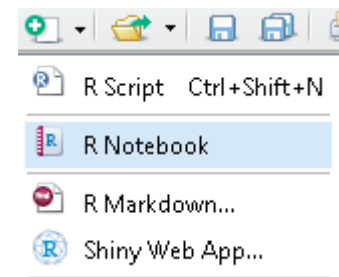 R Script Ctrl+Shift+N
R Notebook
R Markdown...
Shiny Web App...